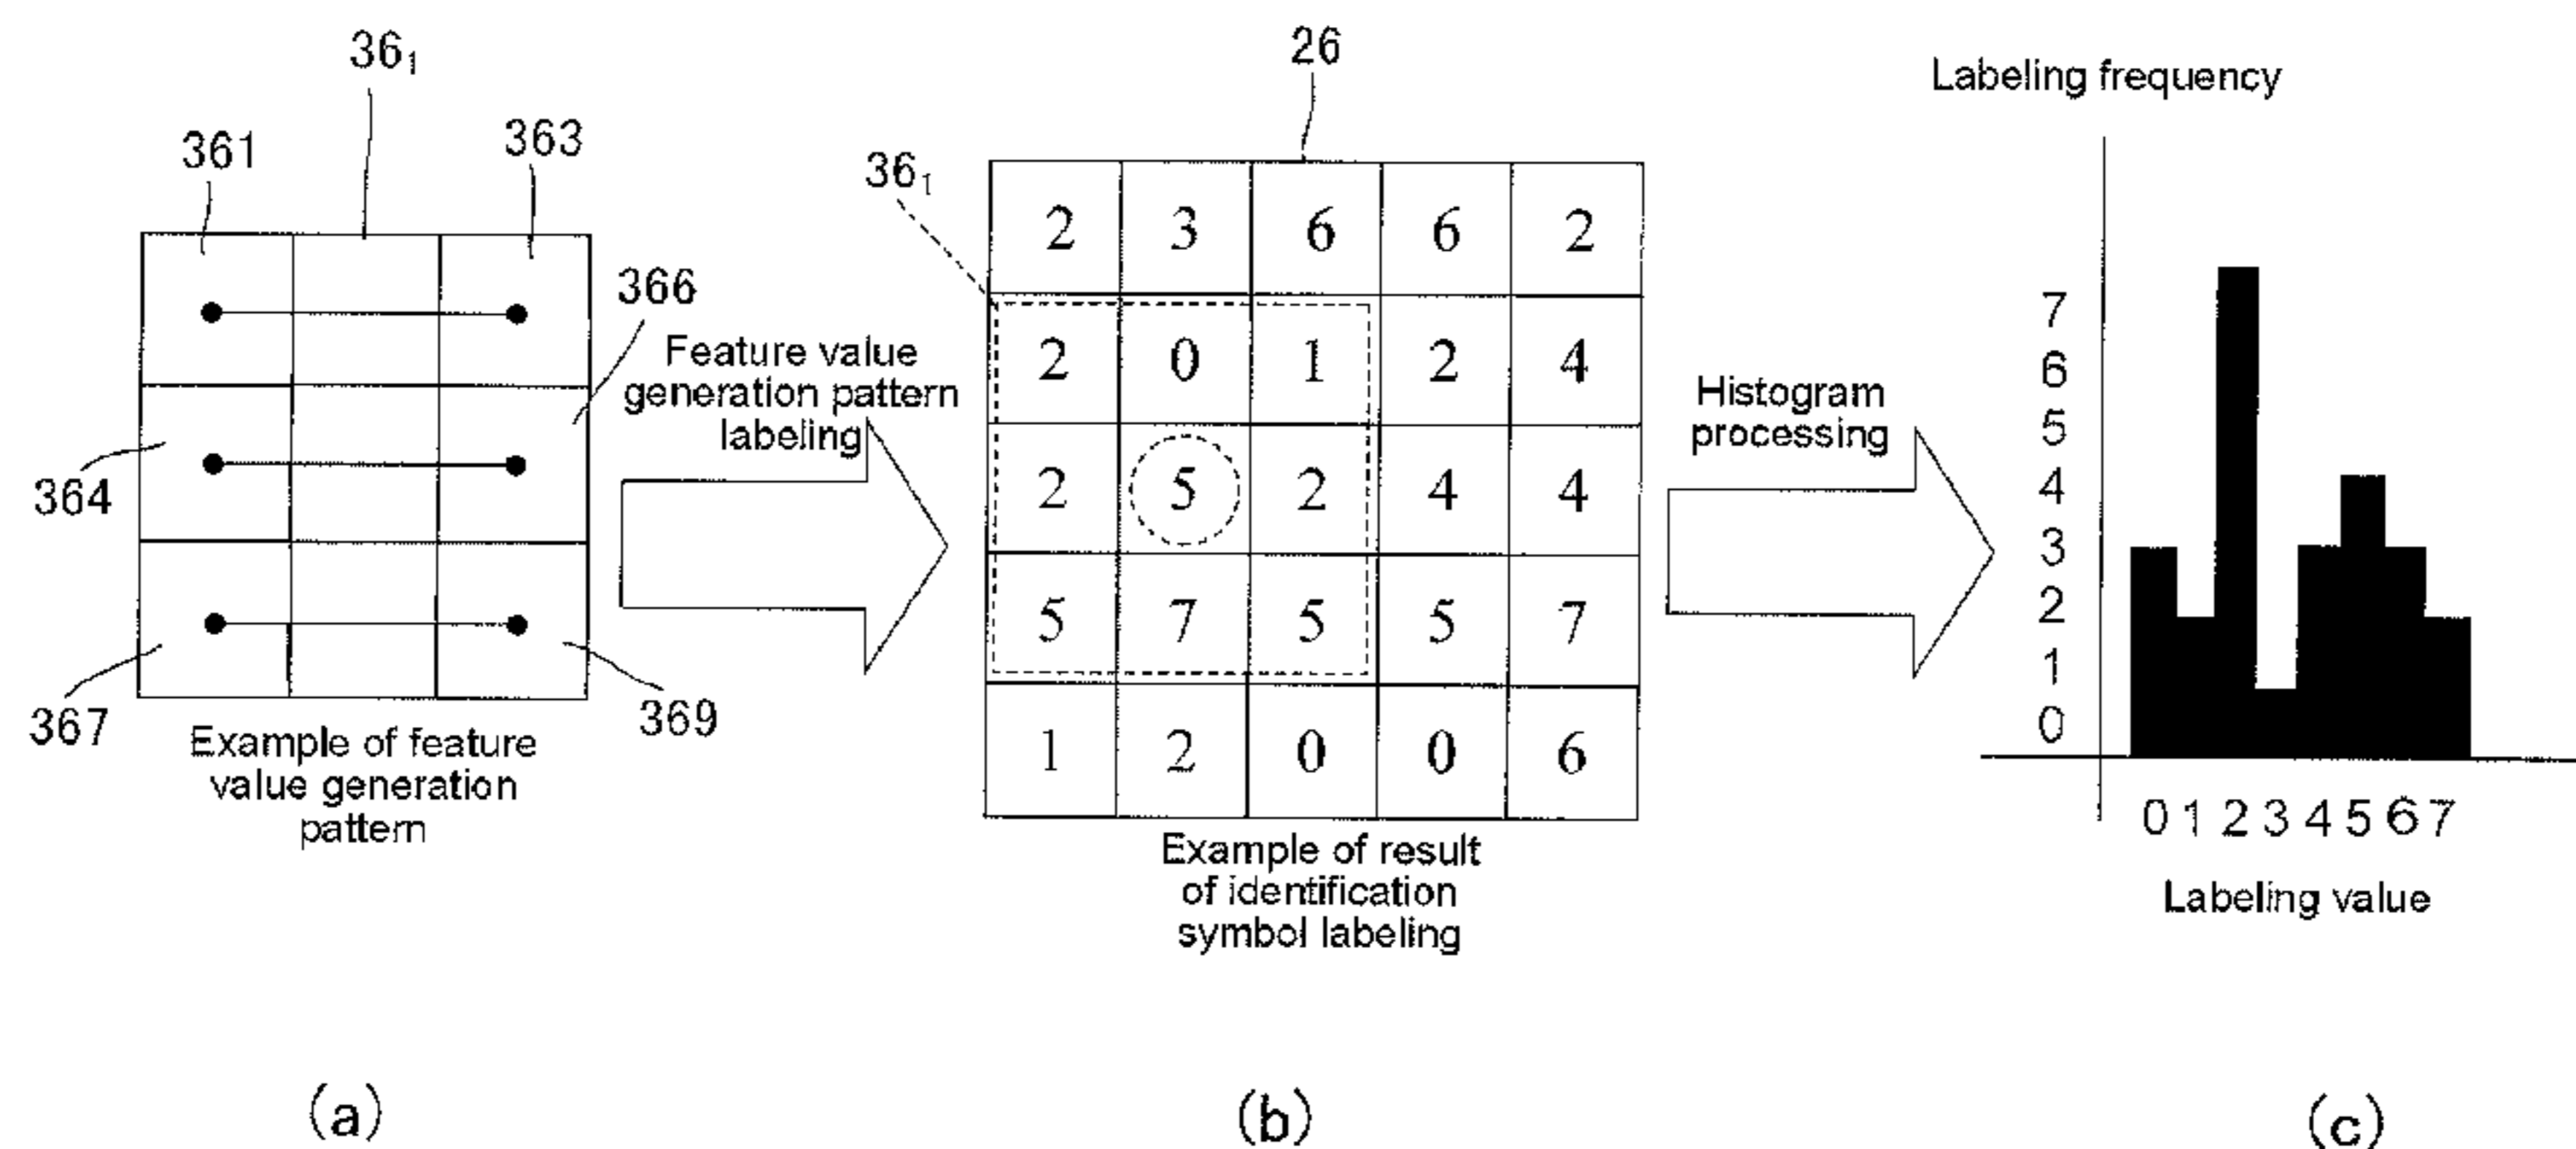 36₁
361
363
366
364
367
369
Example of feature
value generation
pattern
(a)
Feature value
generation pattern
labeling
26
36₁
2 3 6 6 2
2 0 1 2 4
2 5 2 4 4
5 7 5 5 7
1 2 0 0 6
Example of result
of identification
symbol labeling
(b)
Histogram
processing
Labeling frequency
7
6
5
4
3
2
1
0
0 1 2 3 4 5 6 7
Labeling value
(c)